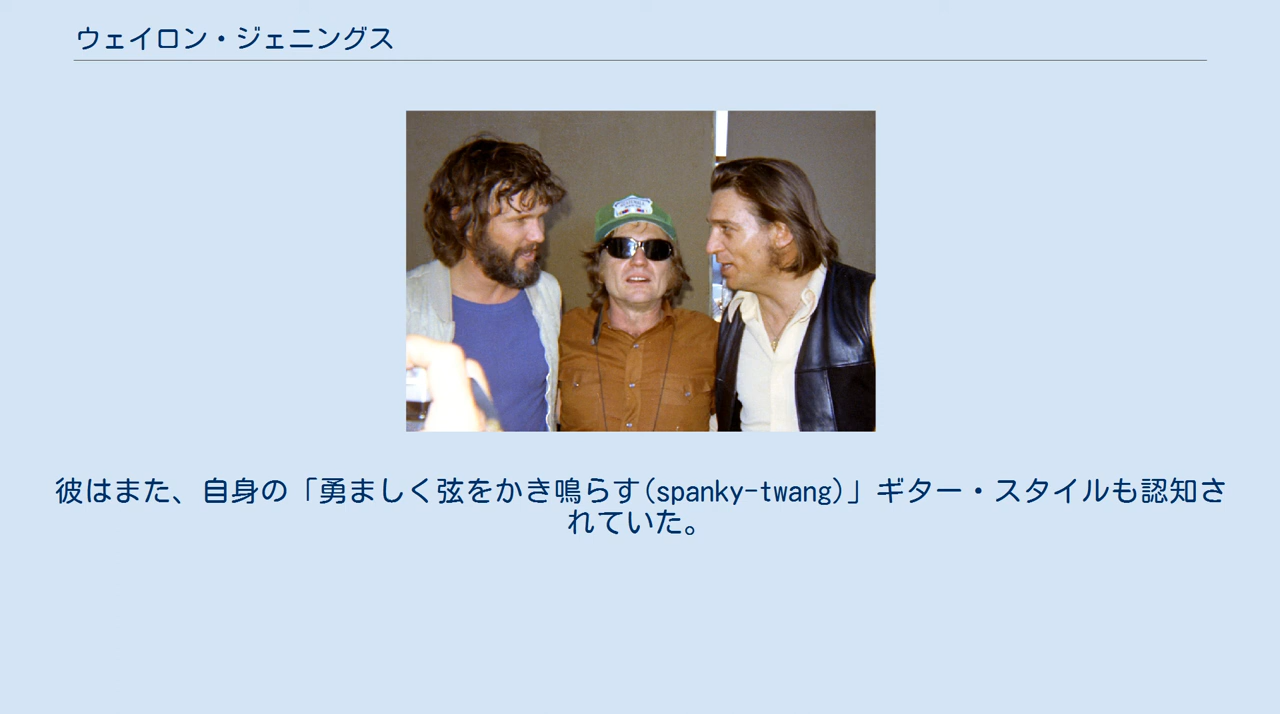 ウェイロン・ジェニングス
彼はまた、自身の「勇ましく弦をかき鳴らす(spanky-twang)」ギター・スタイルも認知さ
れていた。